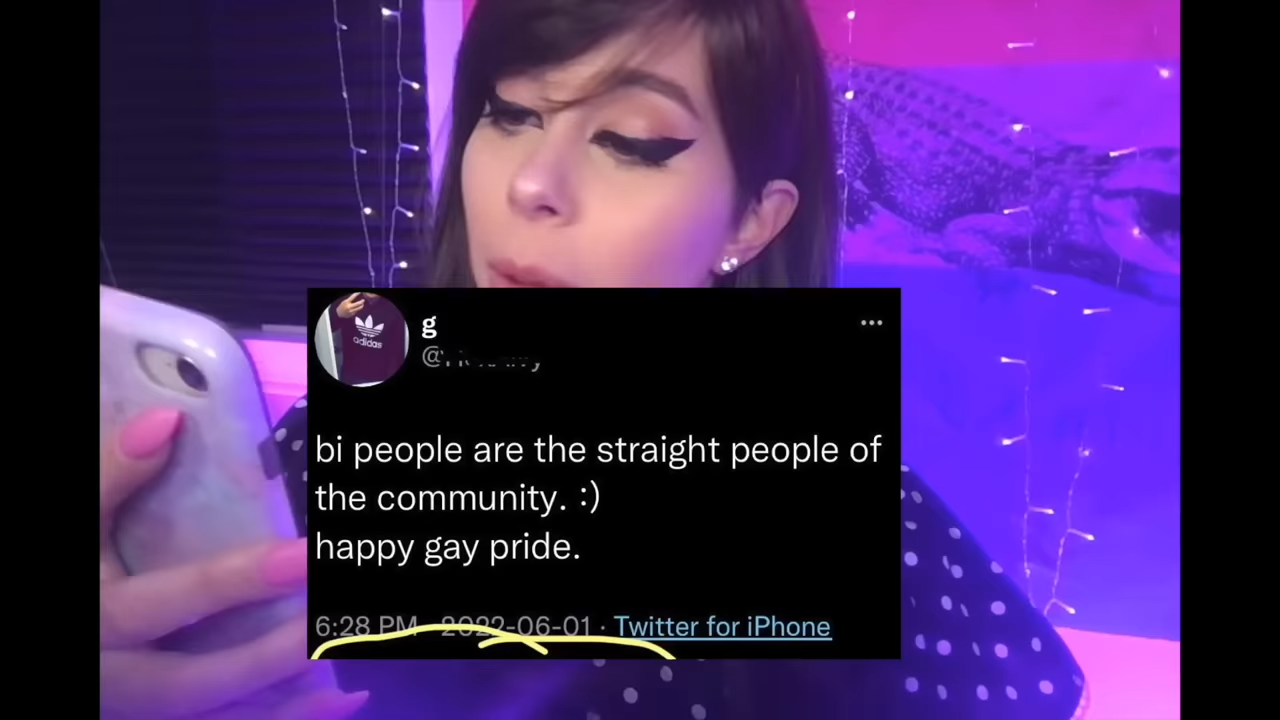 adidas
g
bi people are the straight people of
the community. :)
happy gay pride.
6:28 PM · 2022-06-01 · Twitter for iPhone